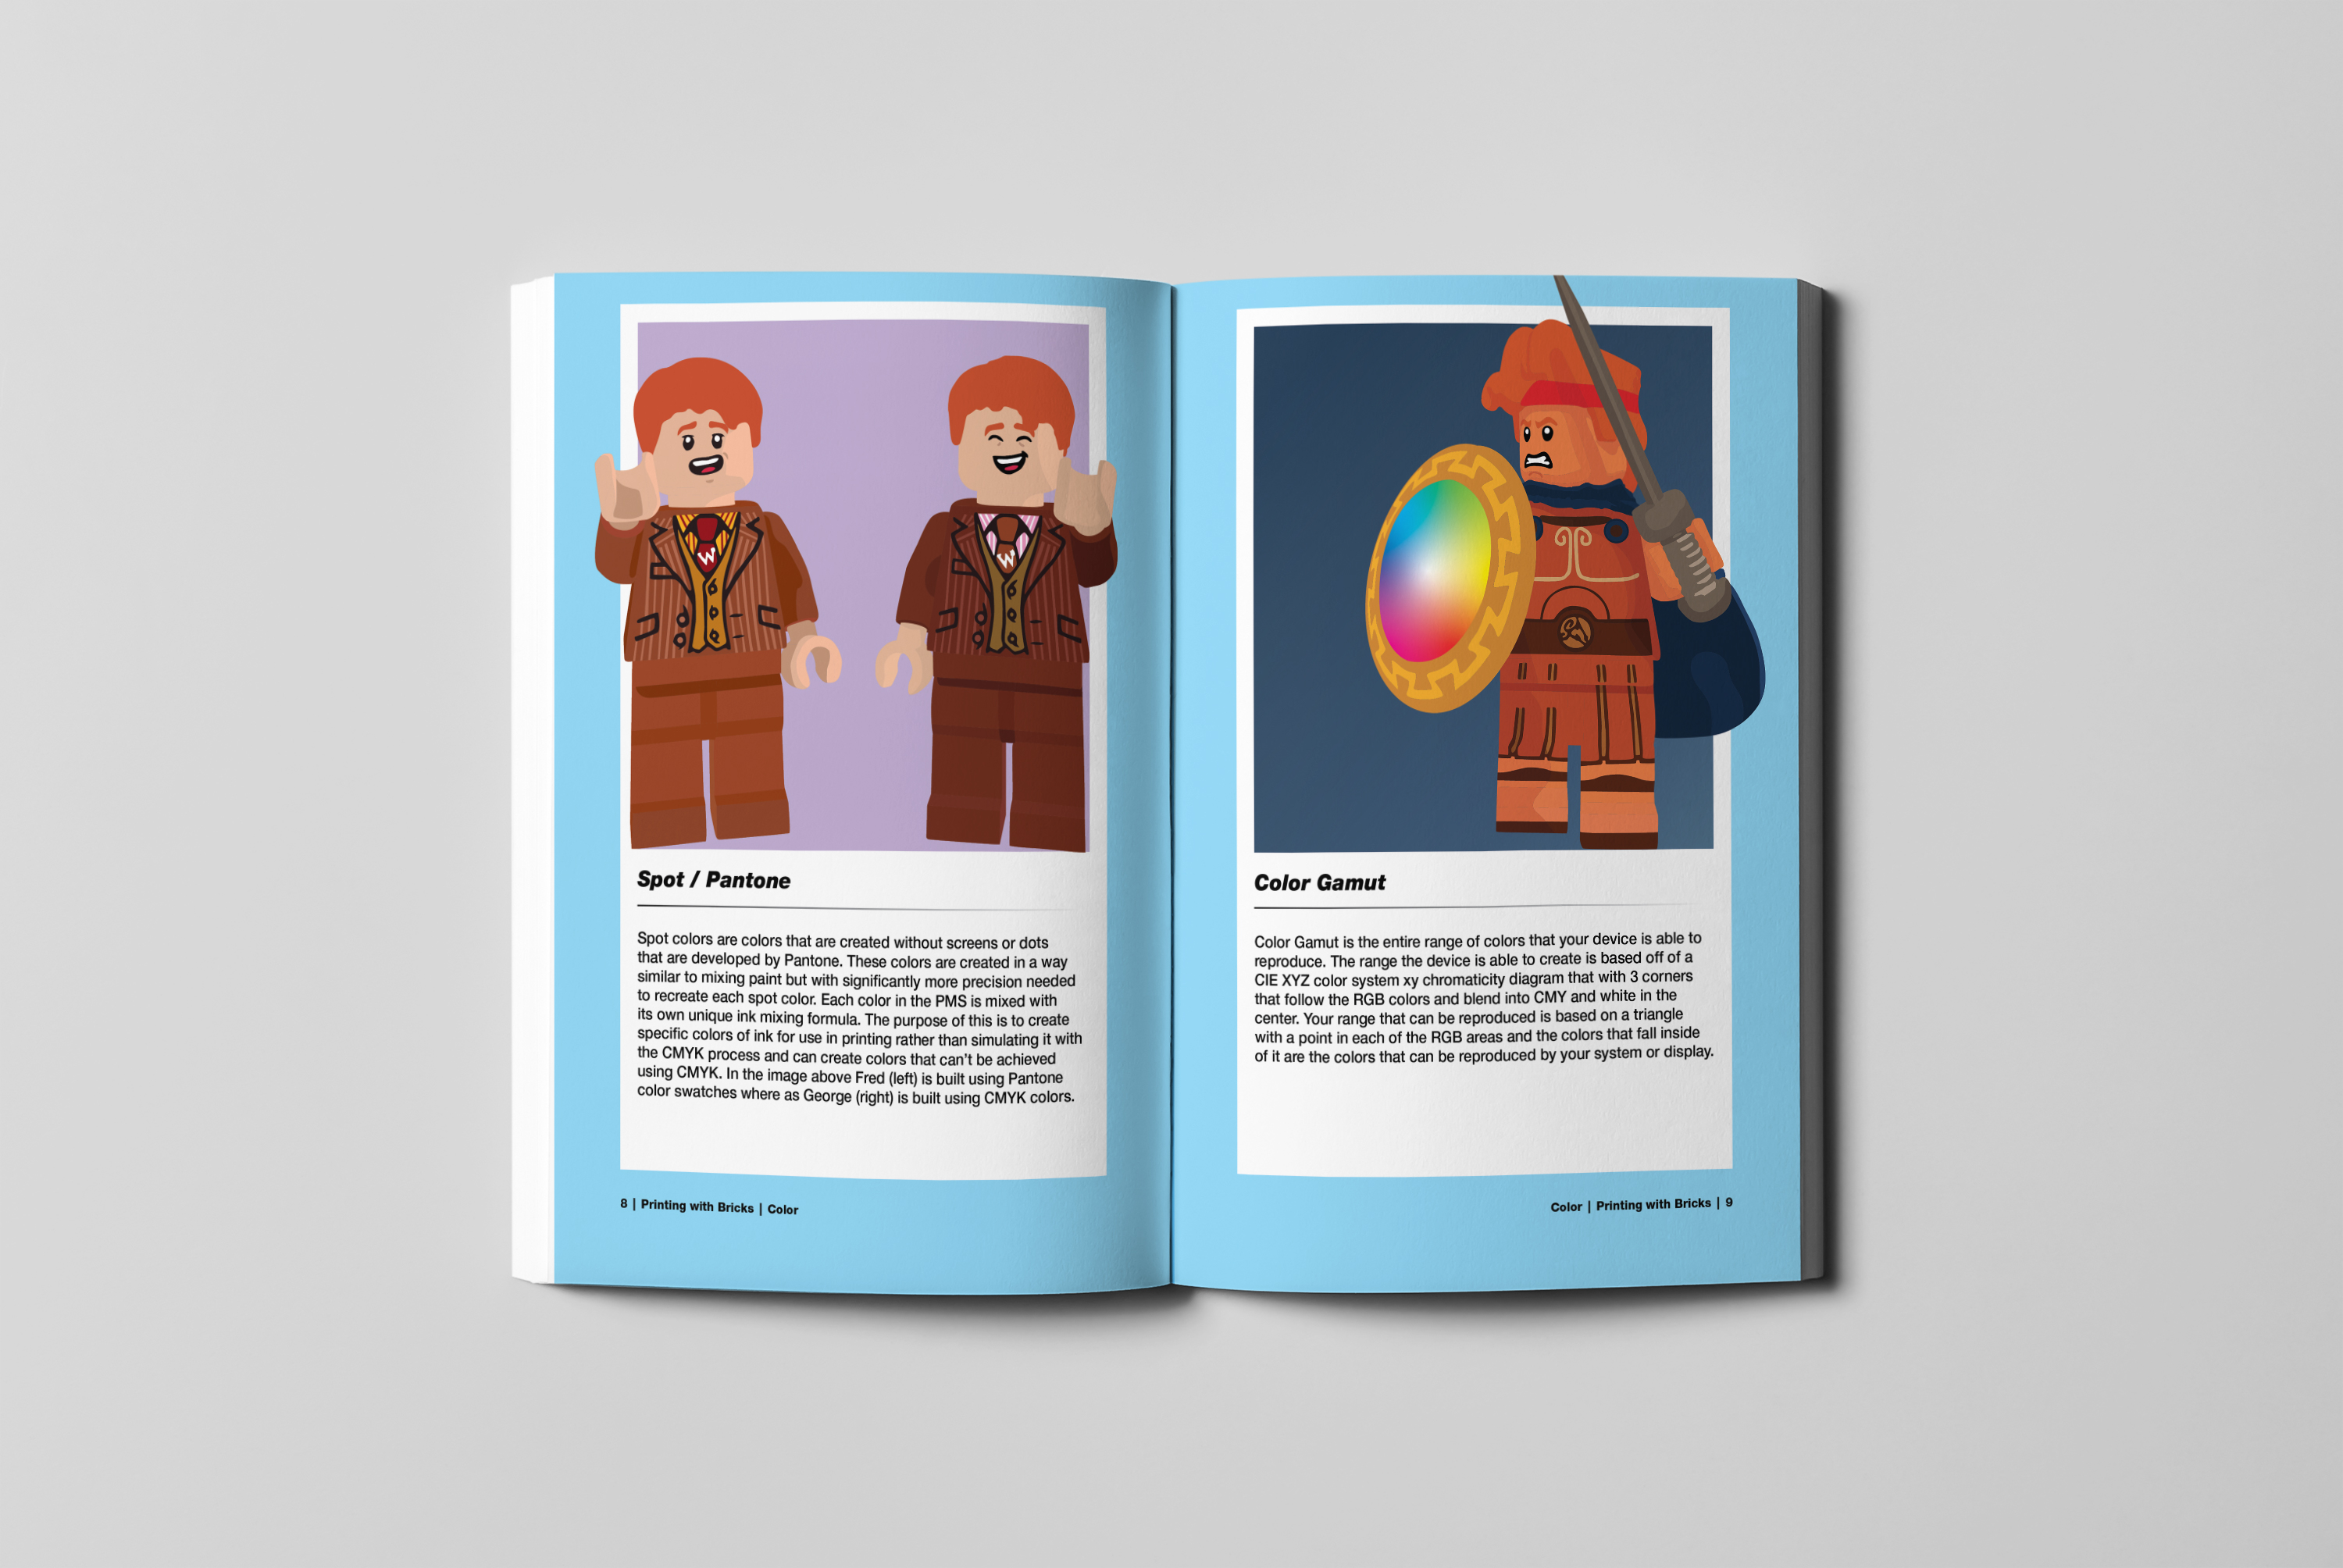 W
W
Spot / Pantone
Spot colors are colors that are created without screens or dots
that are developed by Pantone. These colors are created in a way
similar to mixing paint but with significantly more precision needed
to recreate each spot color. Each color in the PMS is mixed with
its own unique ink mixing formula. The purpose of this is to create
specific colors of ink for use in printing rather than simulating it with
the CMYK process and can create colors that can't be achieved
using CMYK. In the image above Fred (left) is built using Pantone
color swatches where as George (right) is built using CMYK colors.
8 | Printing with Bricks | Color
Color Gamut
Color Gamut is the entire range of colors that your device is able to
reproduce. The range the device is able to create is based off of a
CIE XYZ color system xy chromaticity diagram that with 3 corners
that follow the RGB colors and blend into CMY and white in the
center. Your range that can be reproduced is based on a triangle
with a point in each of the RGB areas and the colors that fall inside
of it are the colors that can be reproduced by your system or display.
Color | Printing with Bricks | 9